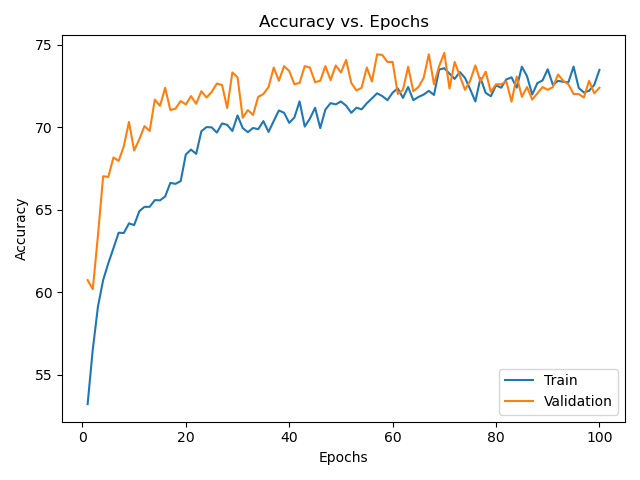 Accuracy vs. Epochs
75
70
65
60
55
Accuracy
0 20 40 60 80 100
Epochs
Train
Validation